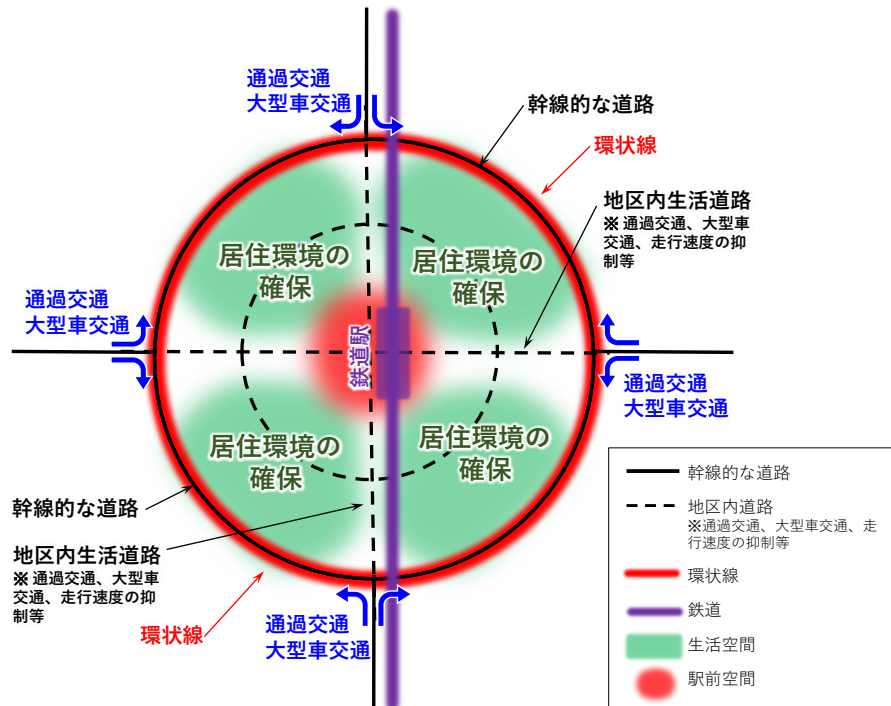 通過交通
大型車交通
幹線的な道路
環状線
地区内生活道路
※ 通過交通、大型車
交通、走行速度の抑
制等
居住環境の
確保
居住環境の
確保
通過交通
大型車交通
鉄道駅
通過交通
大型車交通
居住環境の
確保
居住環境の
確保
幹線的な道路
地区内生活道路
※ 通過交通、大型車
交通、走行速度の抑
制等
環状線
通過交通
大型車交通
幹線的な道路
地区内道路
※通過交通、大型車交通、走
行速度の抑制等
環状線
鉄道
生活空間
駅前空間